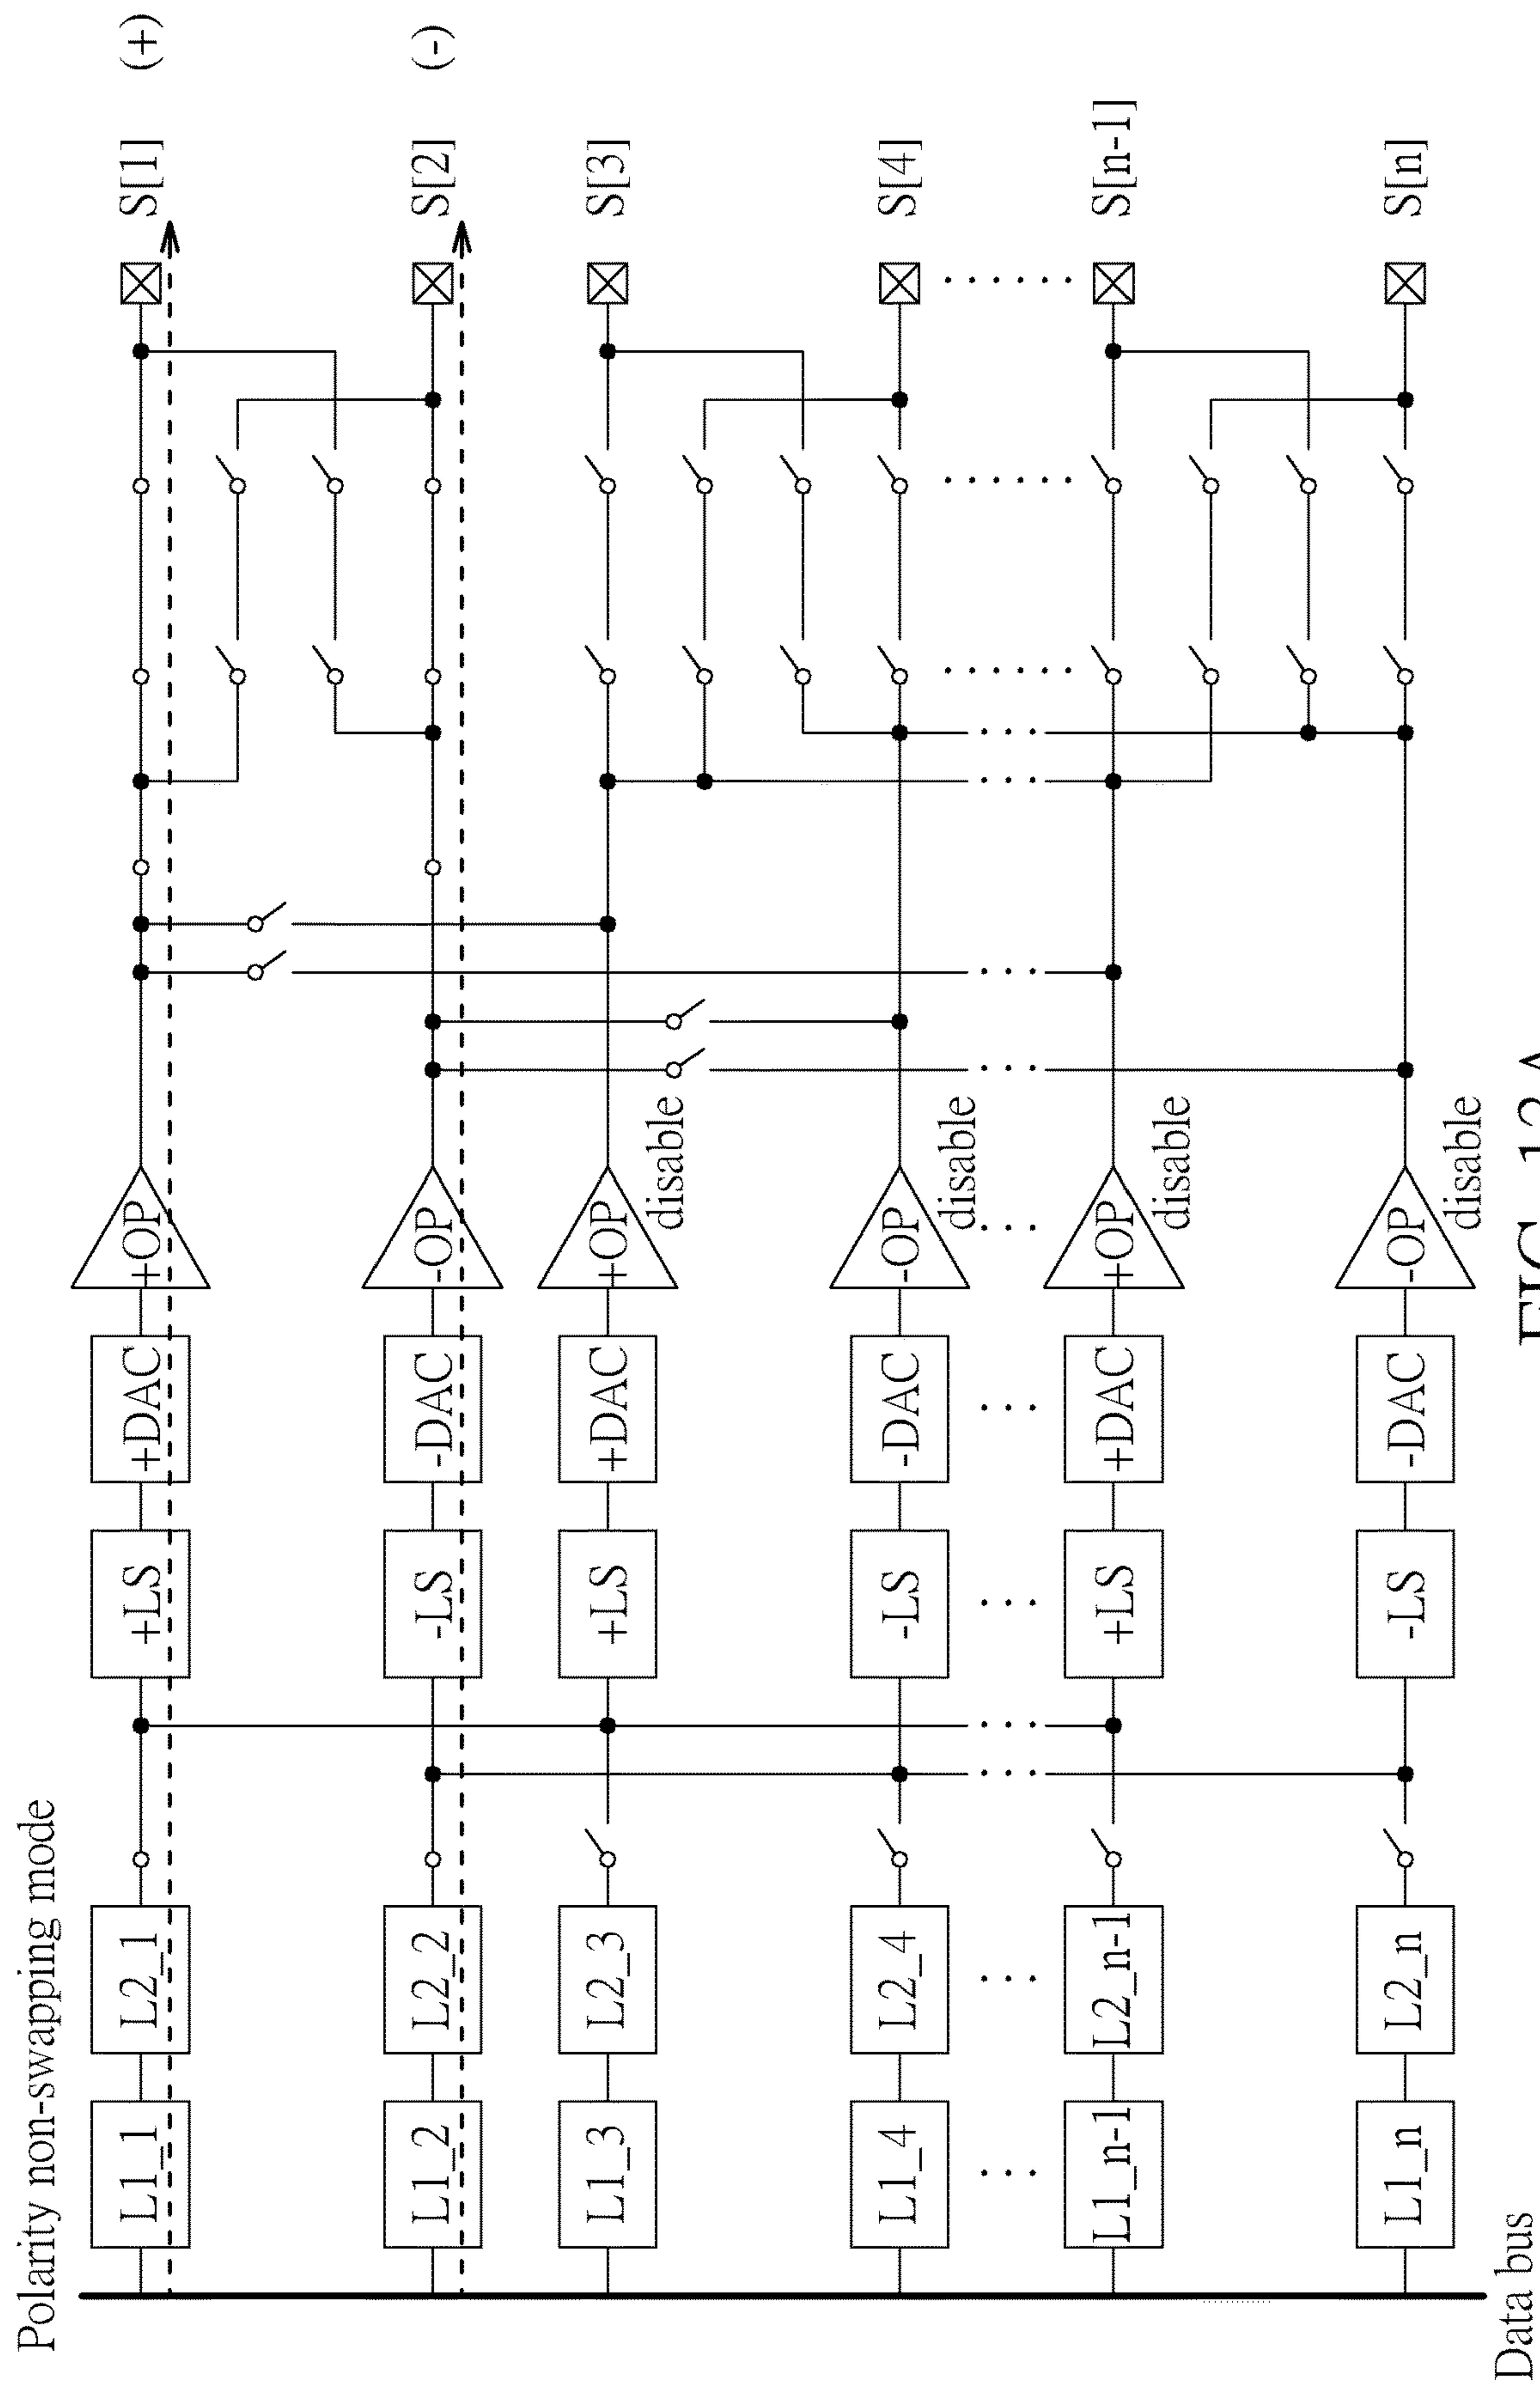 Polarity non-swapping mode
L1_1 L2_1 +LS +DAC +OP S[1] (+)
L1_2 L2_2 -LS -DAC -OP S[2] (-)
L1_3 L2_3 +LS +DAC +OP S[3]
disable
L1_4 L2_4 -LS -DAC -OP S[4]
disable
L1_n-1 L2_n-1 +LS +DAC +OP S[n-1]
disable
L1_n L2_n -LS -DAC -OP S[n]
disable
Data bus